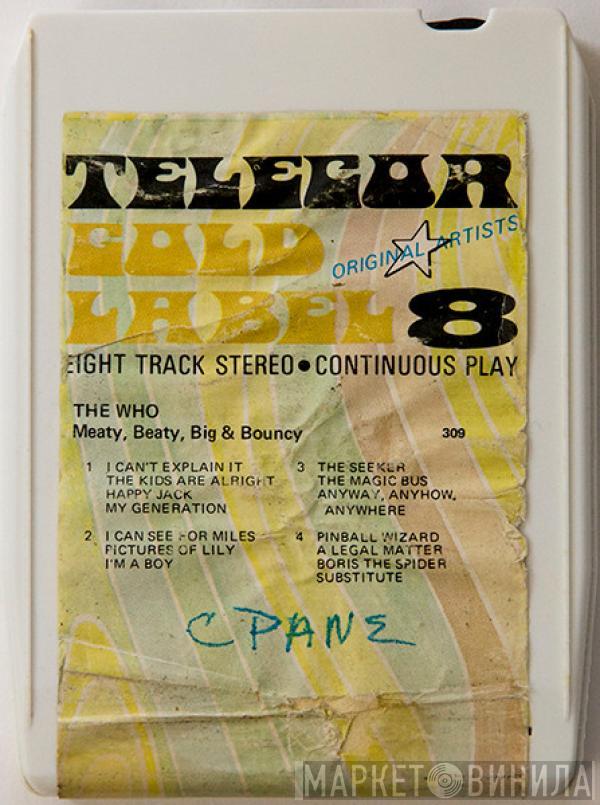 TELECOR
GOLD
ORIGINAL ARTISTS
LABEL 8
EIGHT TRACK STEREO • CONTINUOUS PLAY
THE WHO
Meaty, Beaty, Big & Bouncy 309
1 I CAN'T EXPLAIN IT
THE KIDS ARE ALRIGHT
HAPPY JACK
MY GENERATION
2 I CAN SEE FOR MILES
PICTURES OF LILY
I'M A BOY
3 THE SEEKER
THE MAGIC BUS
ANYWAY, ANYHOW,
ANYWHERE
4 PINBALL WIZARD
A LEGAL MATTER
BORIS THE SPIDER
SUBSTITUTE
CPANE
МАРКЕТ ВИНИЛА